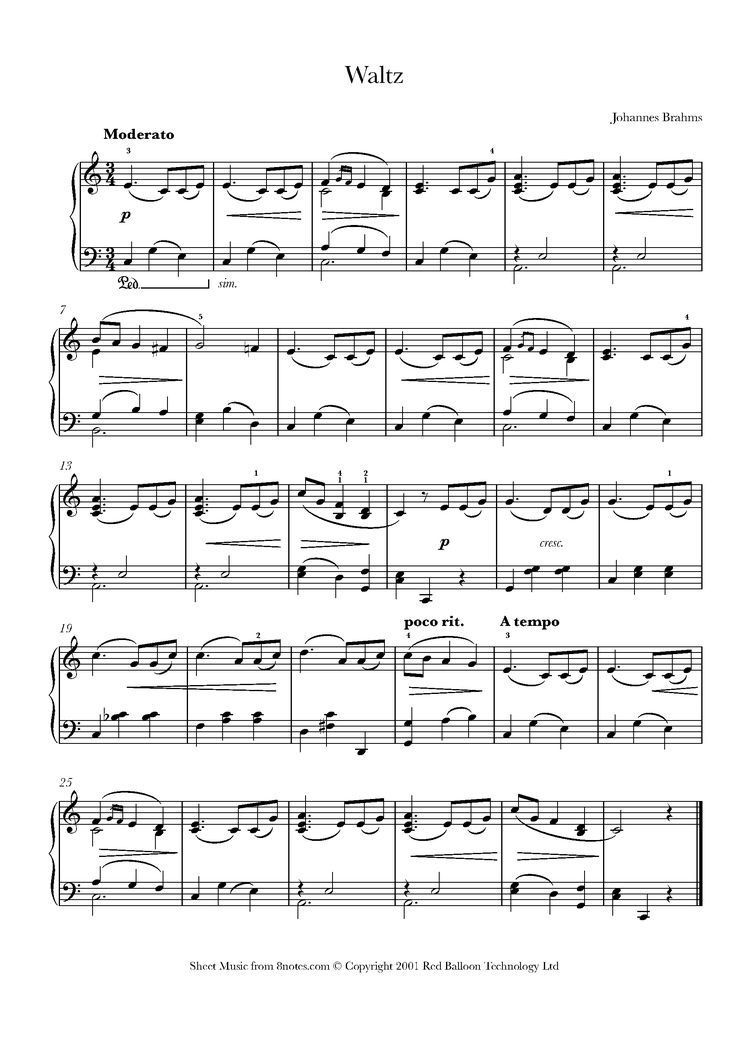 Waltz
Johannes Brahms
Moderato
3 4
p
Ped. sim.
7
5 4
13
1 4 2 1
1 1
p cresc.
19
poco rit. A tempo
2 4 3
25
Sheet Music from 8notes.com © Copyright 2001 Red Balloon Technology Ltd